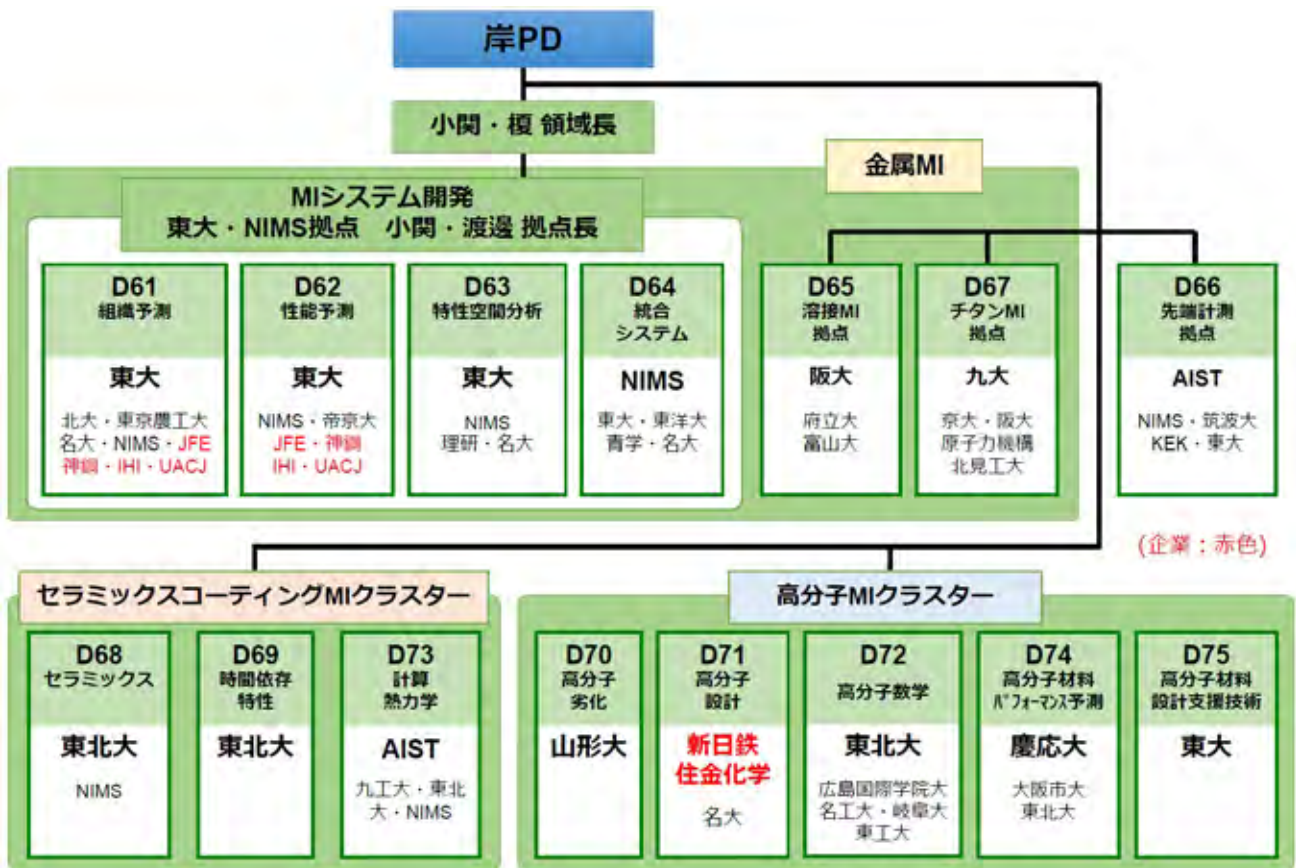 岸PD
小関・榎 領域長
金属MI
MIシステム開発
東大・NIMS拠点 小関・渡邊 拠点長
D61
組織予測
東大
北大・東京農工大
名大・NIMS・JFE
神鋼・IHI・UACJ
D62
性能予測
東大
NIMS・帝京大
JFE・神鋼
IHI・UACJ
D63
特性空間分析
東大
NIMS
理研・名大
D64
統合
システム
NIMS
東大・東洋大
青学・名大
D65
溶接MI
拠点
阪大
府立大
富山大
D67
チタンMI
拠点
九大
京大・阪大
原子力機構
北見工大
D66
先端計測
拠点
AIST
NIMS・筑波大
KEK・東大
(企業：赤色)
セラミックスコーティングMIクラスター
D68
セラミックス
東北大
NIMS
D69
時間依存
特性
東北大
D73
計算
熱力学
AIST
九工大・東北
大・NIMS
高分子MIクラスター
D70
高分子
劣化
山形大
D71
高分子
設計
新日鉄
住金化学
名大
D72
高分子数学
東北大
広島国際学院大
名工大・岐阜大
東工大
D74
高分子材料
ﾊﾟﾌｫｰﾏﾝｽ予測
慶応大
大阪市大
東北大
D75
高分子材料
設計支援技術
東大